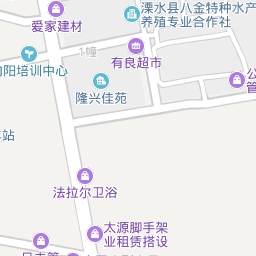 溧水县八金特种水产
养殖专业合作社
爱家建材
1幢
有良超市
阳培训中心
隆兴佳苑
公
管
站
法拉尔卫浴
太源脚手架
业租赁搭设